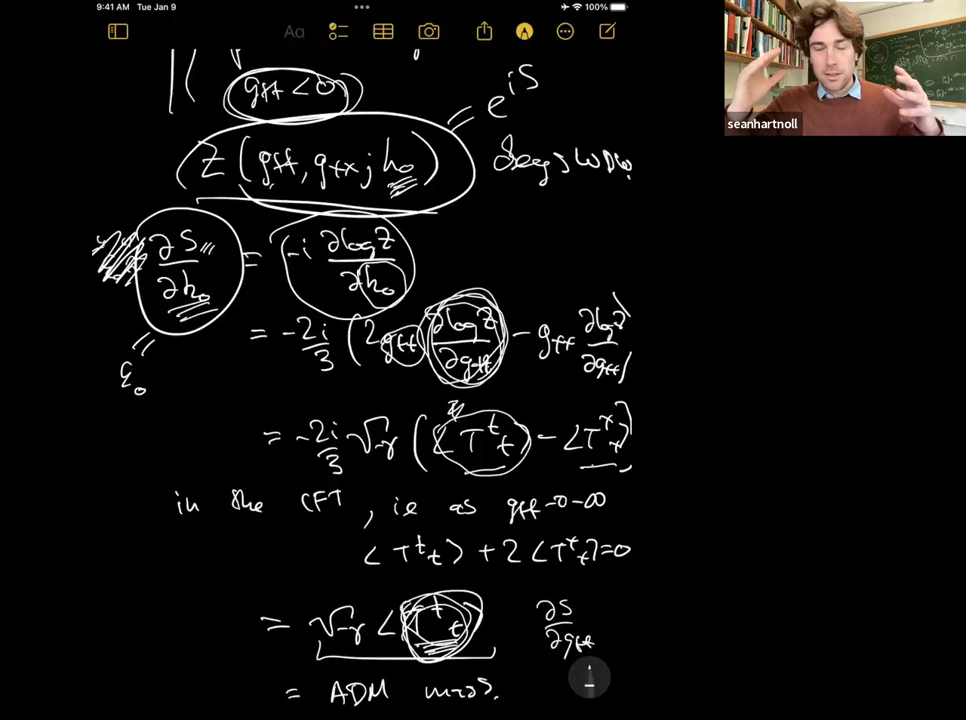 9:41 AM Tue Jan 9
100%
Aa
seanhartnoll
g_tt < 0
Z (g_tt, g_xx; h_0) = e^{iS}
∂S/∂h_0 = -i ∂log Z/∂h_0
ε_0
= -2i/3 (2 g_tt ∂log Z/∂g_tt - g_tt ∂log Z/∂g_tt)
= -2i/3 √-γ (⟨T^t_t⟩ - ⟨T^x_x⟩)
in the CFT, ie as g_tt → -∞
⟨T^t_t⟩ + 2⟨T^x_x⟩ = 0
= √-γ ⟨T^t_t⟩
∂S/∂g_tt
= ADM mass.